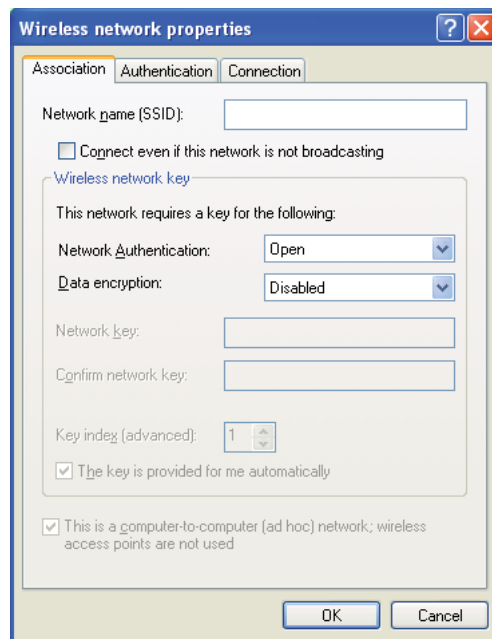 Wireless network properties
Association Authentication Connection
Network name (SSID):
Connect even if this network is not broadcasting
Wireless network key
This network requires a key for the following:
Network Authentication: Open
Data encryption: Disabled
Network key:
Confirm network key:
Key index (advanced): 1
The key is provided for me automatically
This is a computer-to-computer (ad hoc) network; wireless
access points are not used
OK Cancel